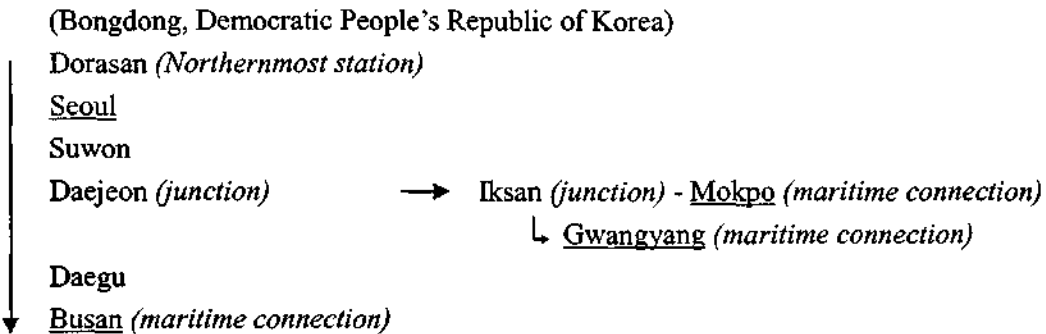 (Bongdong, Democratic People's Republic of Korea)
Dorasan (Northernmost station)
Seoul
Suwon
Daejeon (junction) → Iksan (junction) - Mokpo (maritime connection)
↳ Gwangyang (maritime connection)
Daegu
Busan (maritime connection)